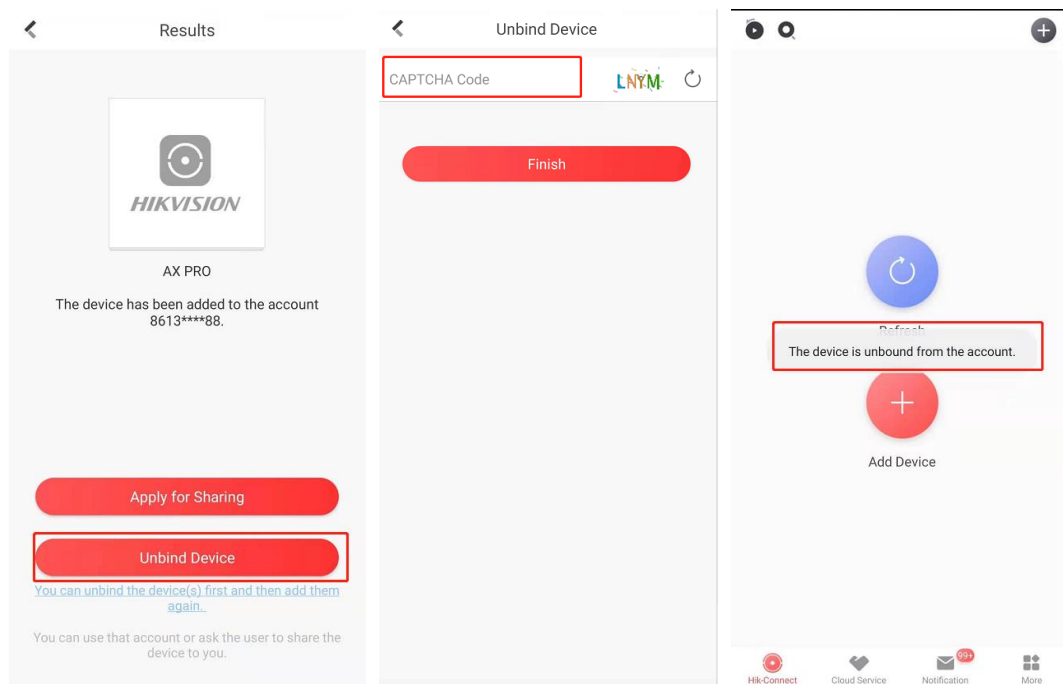 Results
HIKVISION
AX PRO
The device has been added to the account
8613****88.
Apply for Sharing
Unbind Device
You can unbind the device(s) first and then add them
again.
You can use that account or ask the user to share the
device to you.
Unbind Device
CAPTCHA Code
LNYM
Finish
Refresh
The device is unbound from the account.
Add Device
99+
Hik-Connect
Cloud Service
Notification
More